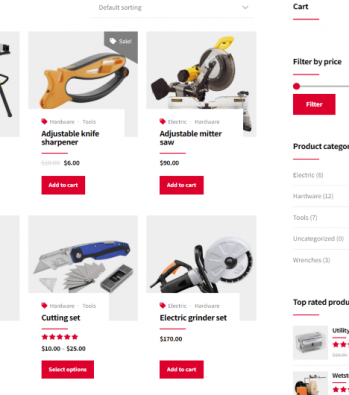 Default sorting
Sale!
Hardware · Tools
Adjustable knife
sharpener
$10.00 $6.00
Add to cart
Electric · Hardware
Adjustable mitter
saw
$90.00
Add to cart
Hardware · Tools
Cutting set
$10.00 – $25.00
Select options
Electric · Hardware
Electric grinder set
$170.00
Add to cart
Cart
Filter by price
Filter
Product categor
Electric (6)
Hardware (12)
Tools (7)
Uncategorized (0)
Wrenches (3)
Top rated produ
Utility
Wetst